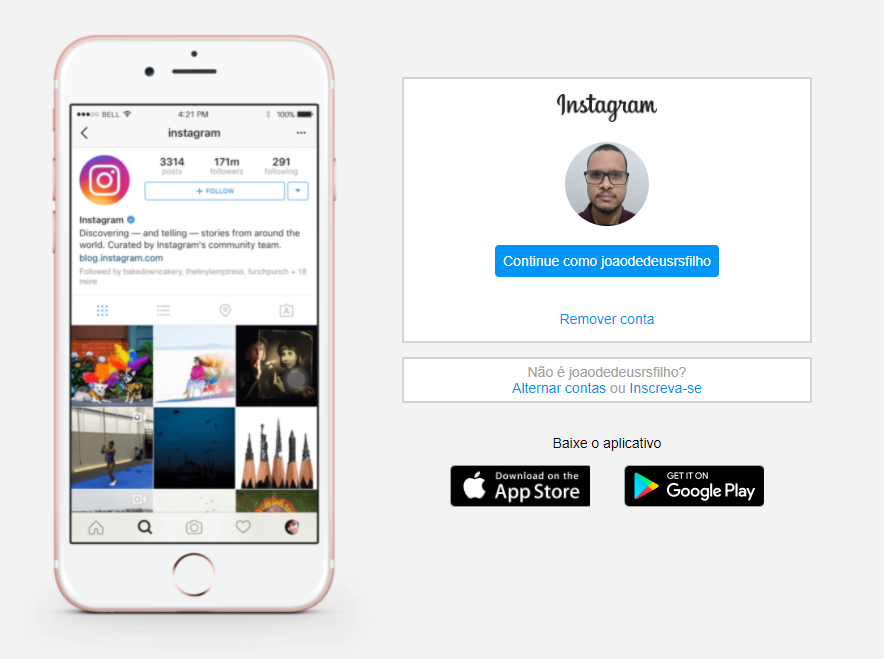 BELL 4:21 PM 100%
instagram
3314 171m 291
posts followers following
+ FOLLOW
Instagram
Discovering — and telling — stories from around the
world. Curated by Instagram's community team.
blog.instagram.com
Followed by bakedowncakery, thetinytemptress, lunchpunch + 18
more
Instagram
Continue como joaodedeusrsfilho
Remover conta
Não é joaodedeusrsfilho?
Alternar contas ou Inscreva-se
Baixe o aplicativo
Download on the
App Store
GET IT ON
Google Play